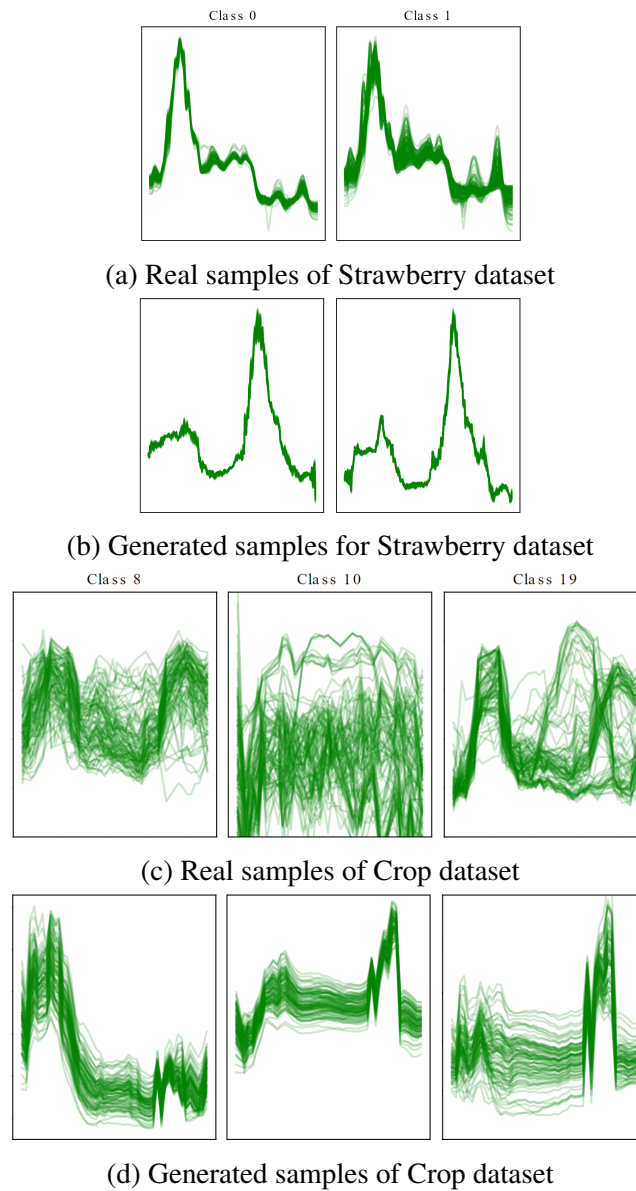 Class 0 Class 1
(a) Real samples of Strawberry dataset
(b) Generated samples for Strawberry dataset
Class 8 Class 10 Class 19
(c) Real samples of Crop dataset
(d) Generated samples of Crop dataset